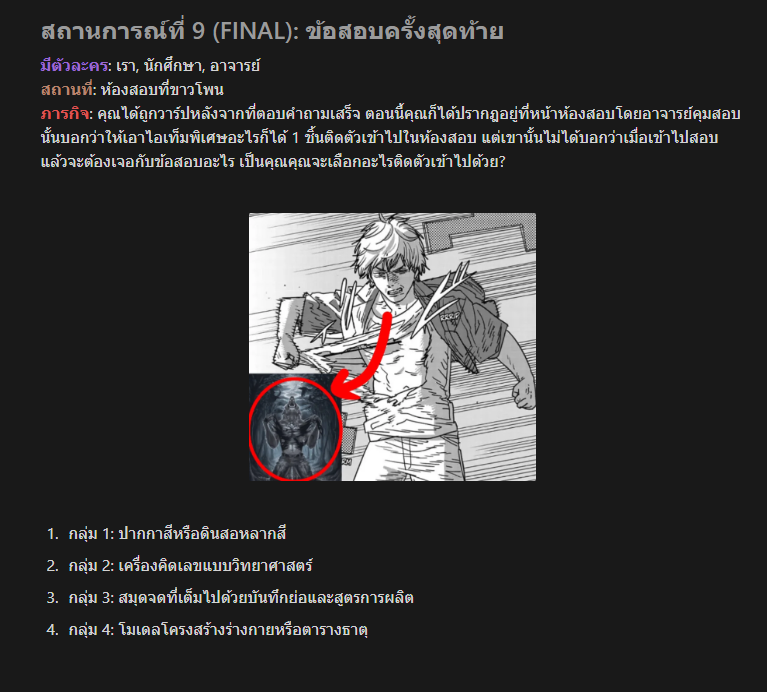 สถานการณ์ที่ 9 (FINAL): ข้อสอบครั้งสุดท้าย
มีตัวละคร: เรา, นักศึกษา, อาจารย์
สถานที่: ห้องสอบที่ขาวโพน
ภารกิจ: คุณได้ถูกวาร์ปหลังจากที่ตอบคำถามเสร็จ ตอนนี้คุณก็ได้ปรากฎอยู่ที่หน้าห้องสอบโดยอาจารย์คุมสอบ
นั้นบอกว่าให้เอาไอเท็มพิเศษอะไรก็ได้ 1 ชิ้นติดตัวเข้าไปในห้องสอบ แต่เขานั้นไม่ได้บอกว่าเมื่อเข้าไปสอบ
แล้วจะต้องเจอกับข้อสอบอะไร เป็นคุณคุณจะเลือกอะไรติดตัวเข้าไปด้วย?
RRRIP
1. กลุ่ม 1: ปากกาสีหรือดินสอหลากสี
2. กลุ่ม 2: เครื่องคิดเลขแบบวิทยาศาสตร์
3. กลุ่ม 3: สมุดจดที่เต็มไปด้วยบันทึกย่อและสูตรการผลิต
4. กลุ่ม 4: โมเดลโครงสร้างร่างกายหรือตารางธาตุ